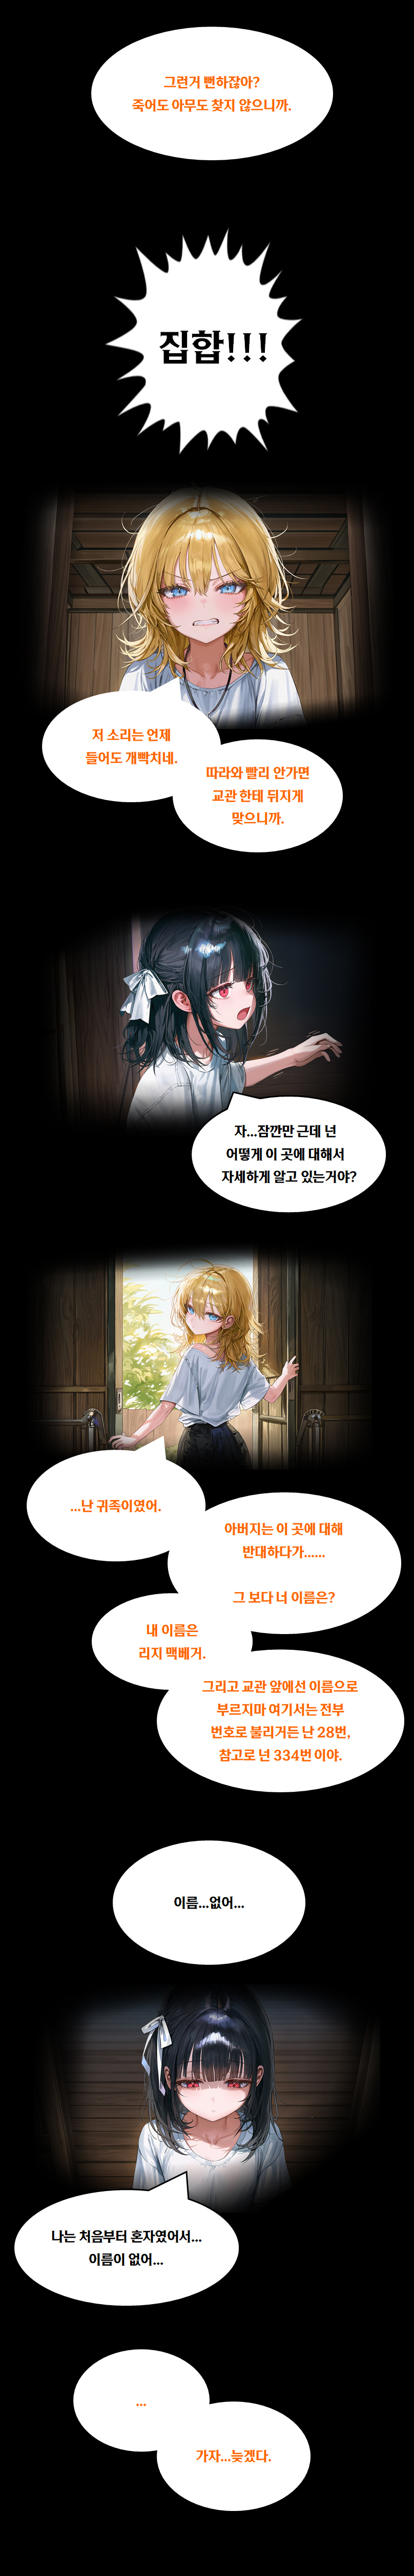 그런거 뻔하잖아?
죽어도 아무도 찾지 않으니까.
집합!!!
저 소리는 언제
들어도 개빡치네.
따라와 빨리 안가면
교관 한테 뒤지게
맞으니까.
자...잠깐만 근데 넌
어떻게 이 곳에 대해서
자세하게 알고 있는거야?
...난 귀족이였어.
아버지는 이 곳에 대해
반대하다가......
그 보다 너 이름은?
내 이름은
리지 맥베거.
그리고 교관 앞에선 이름으로
부르지마 여기서는 전부
번호로 불리거든 난 28번,
참고로 넌 334번 이야.
이름...없어...
나는 처음부터 혼자였어서...
이름이 없어...
...
가자...늦겠다.